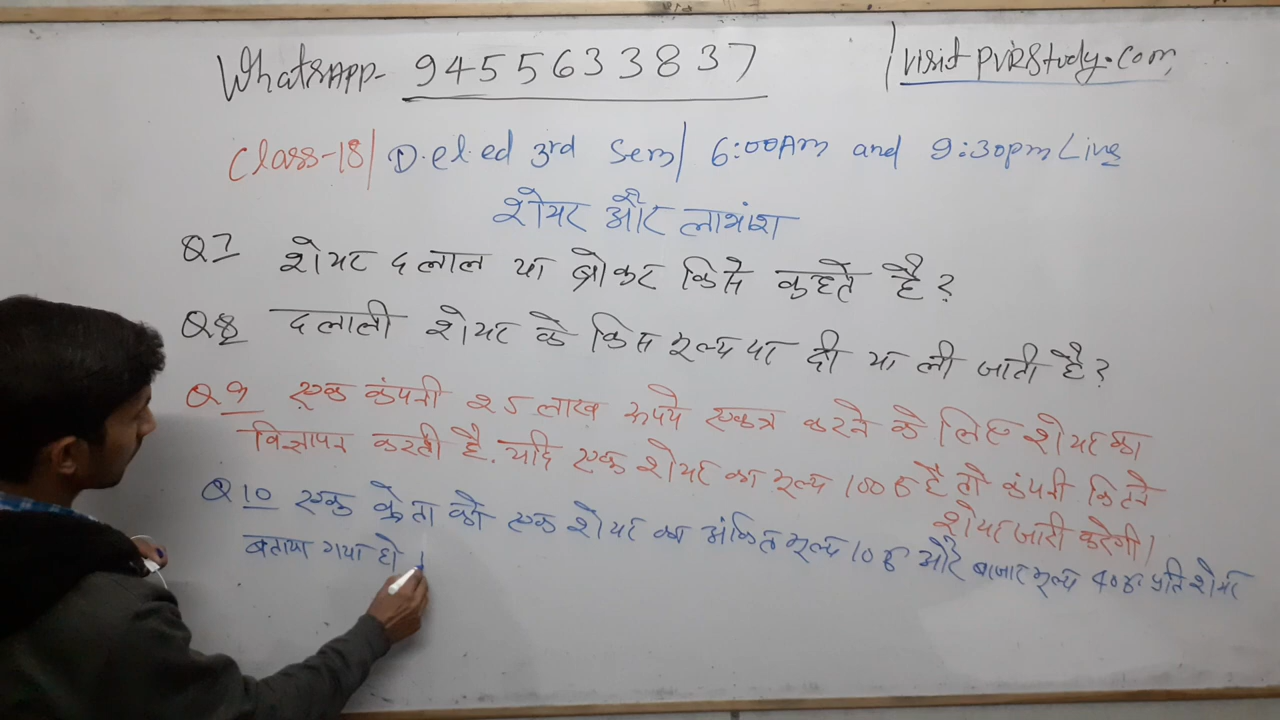 WhatsApp- 9455633837 / visit PVRStudy.com
Class-18/ D.el.ed 3rd Sem/ 6:00Am and 9:30pm Live
शेयर और लाभांश
Q7 शेयर दलाल या ब्रोकर किसे कहते है?
Q8 दलाली शेयर के किस मूल्य पर दी या ली जाती है?
Q9 एक कंपनी 25 लाख रूपये एकत्र करने के लिए शेयर का
विज्ञापन करती है. यदि एक शेयर का मूल्य 100 रु है तो कंपनी कितने
शेयर जारी करेगी।
Q10 एक क्रेता को एक शेयर का अंकित मूल्य 10 रु और बाजार मूल्य 40 रु. प्रति शेयर
बताया गया हो।